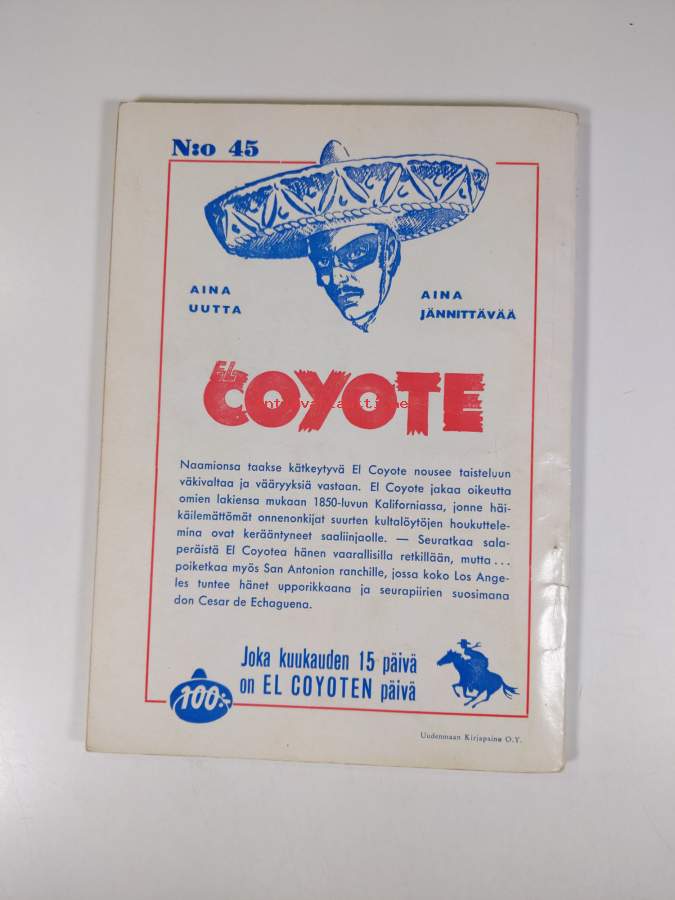 N:o 45
AINA
UUTTA
AINA
JÄNNITTÄVÄÄ
EL
COYOTE
Naamionsa taakse kätkeytyvä El Coyote nousee taisteluun
väkivaltaa ja vääryyksiä vastaan. El Coyote jakaa oikeutta
omien lakiensa mukaan 1850-luvun Kaliforniassa, jonne häi-
käilemättömät onnenonkijat suurten kultalöytöjen houkuttele-
mina ovat kerääntyneet saaliinjaolle. — Seuratkaa sala-
peräistä El Coyotea hänen vaarallisilla retkillään, mutta ...
poiketkaa myös San Antonion ranchille, jossa koko Los Ange-
les tuntee hänet upporikkaana ja seurapiirien suosimana
don Cesar de Echaguena.
Joka kuukauden 15 päivä
on EL COYOTEN päivä
100:-
Uudenmaan Kirjapaino O.Y.